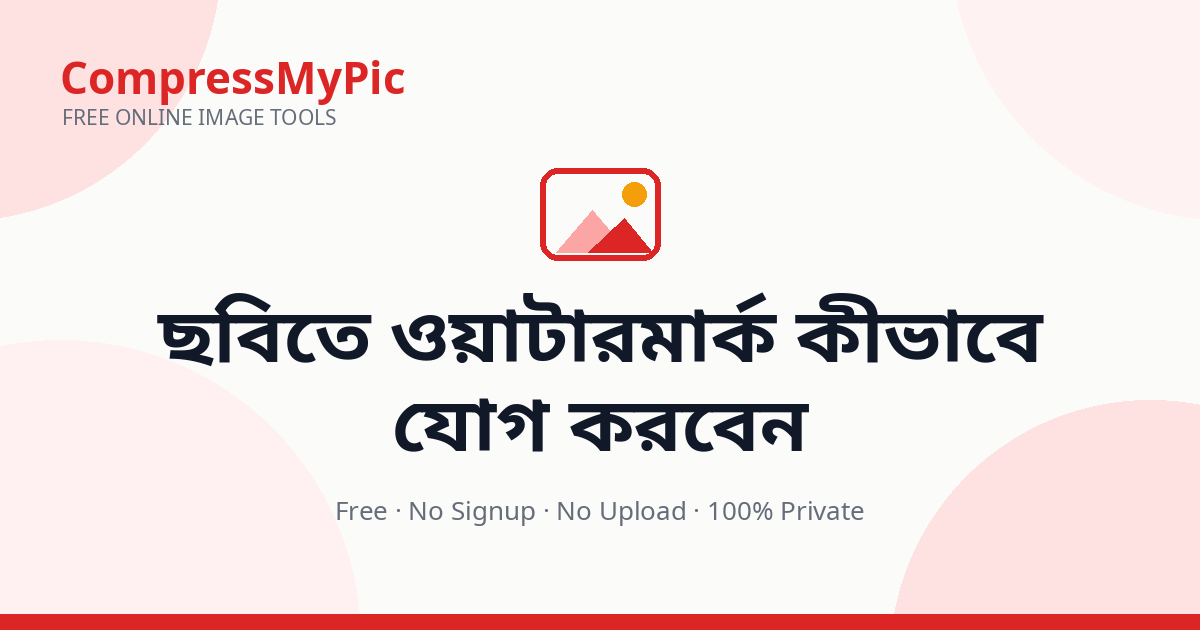 CompressMyPic
FREE ONLINE IMAGE TOOLS
ছবিতে ওয়াটারমার্ক কীভাবে
যোগ করবেন
Free · No Signup · No Upload · 100% Private